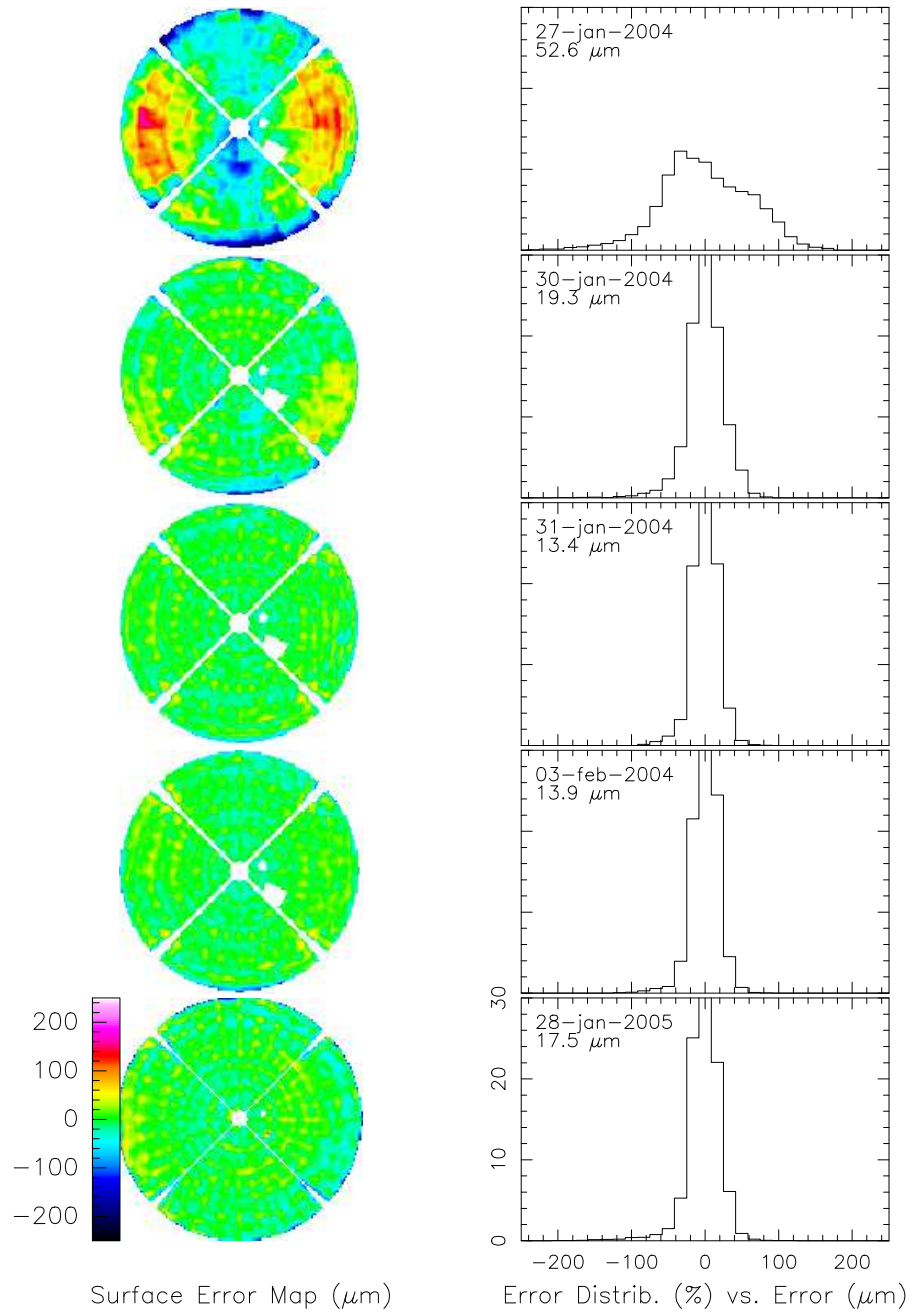 27-jan-2004
52.6 μm
30-jan-2004
19.3 μm
31-jan-2004
13.4 μm
03-feb-2004
13.9 μm
28-jan-2005
17.5 μm
200
100
0
-100
-200
30
20
10
0
-200 -100 0 100 200
Surface Error Map (μm)
Error Distrib. (%) vs. Error (μm)